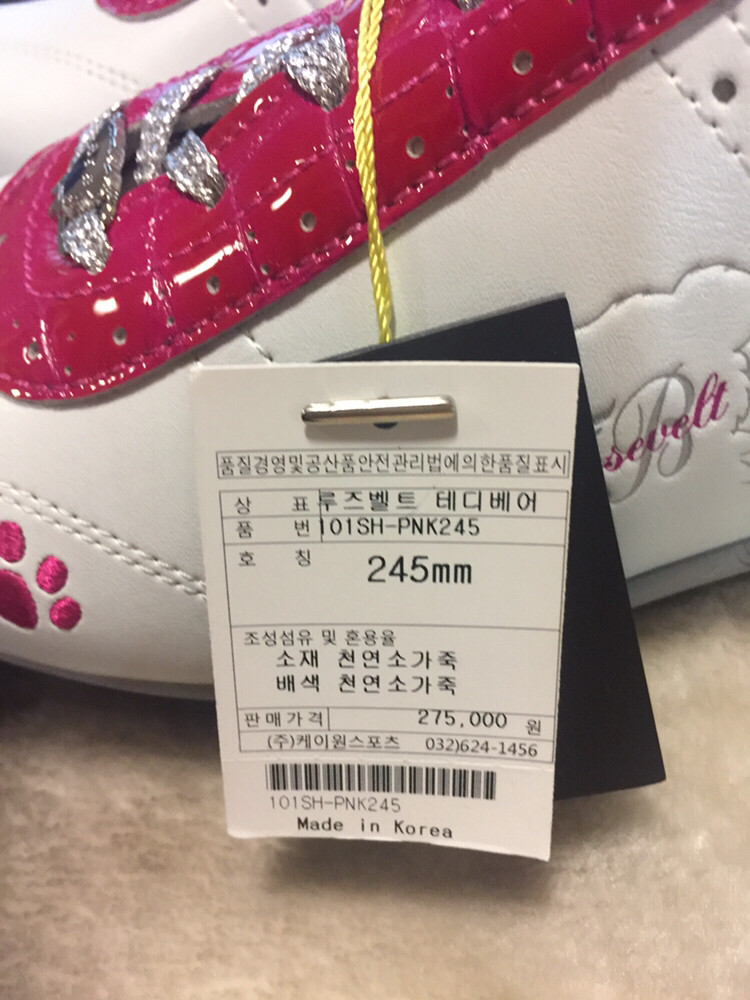 품질경영및공산품안전관리법에의한품질표시
상 표 루즈벨트 테디베어
품 번 101SH-PNK245
호 칭 245mm
조성섬유 및 혼용율
소재 천연소가죽
배색 천연소가죽
판매가격 275,000 원
(주)케이원스포츠 032)624-1456
101SH-PNK245
Made in Korea
B
sevelt